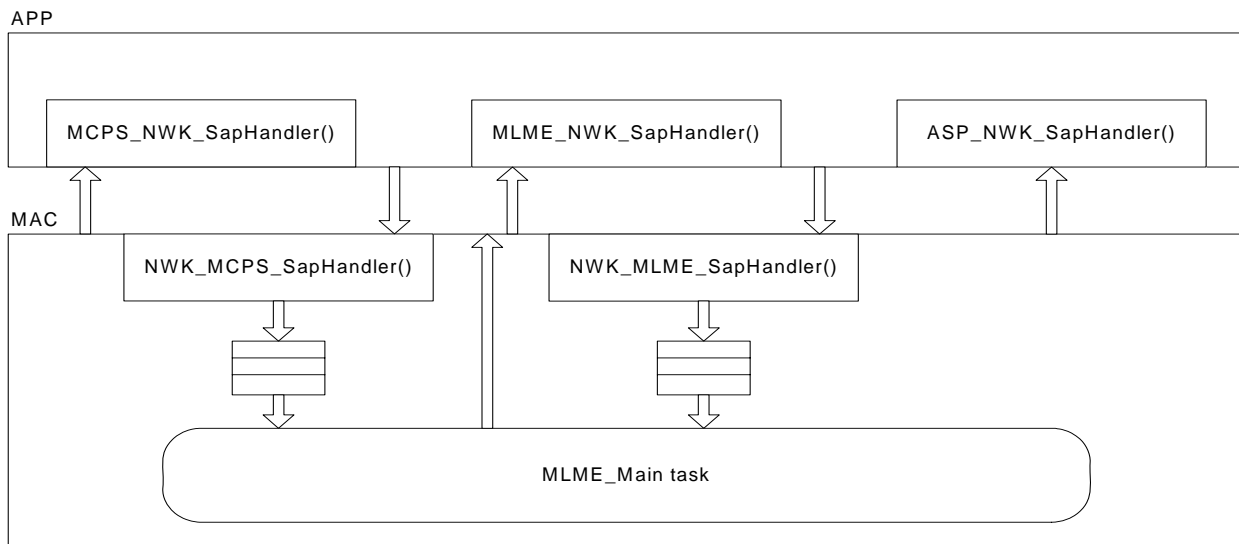 APP
MCPS_NWK_SapHandler()
MLME_NWK_SapHandler()
ASP_NWK_SapHandler()
MAC
NWK_MCPS_SapHandler()
NWK_MLME_SapHandler()
MLME_Main task